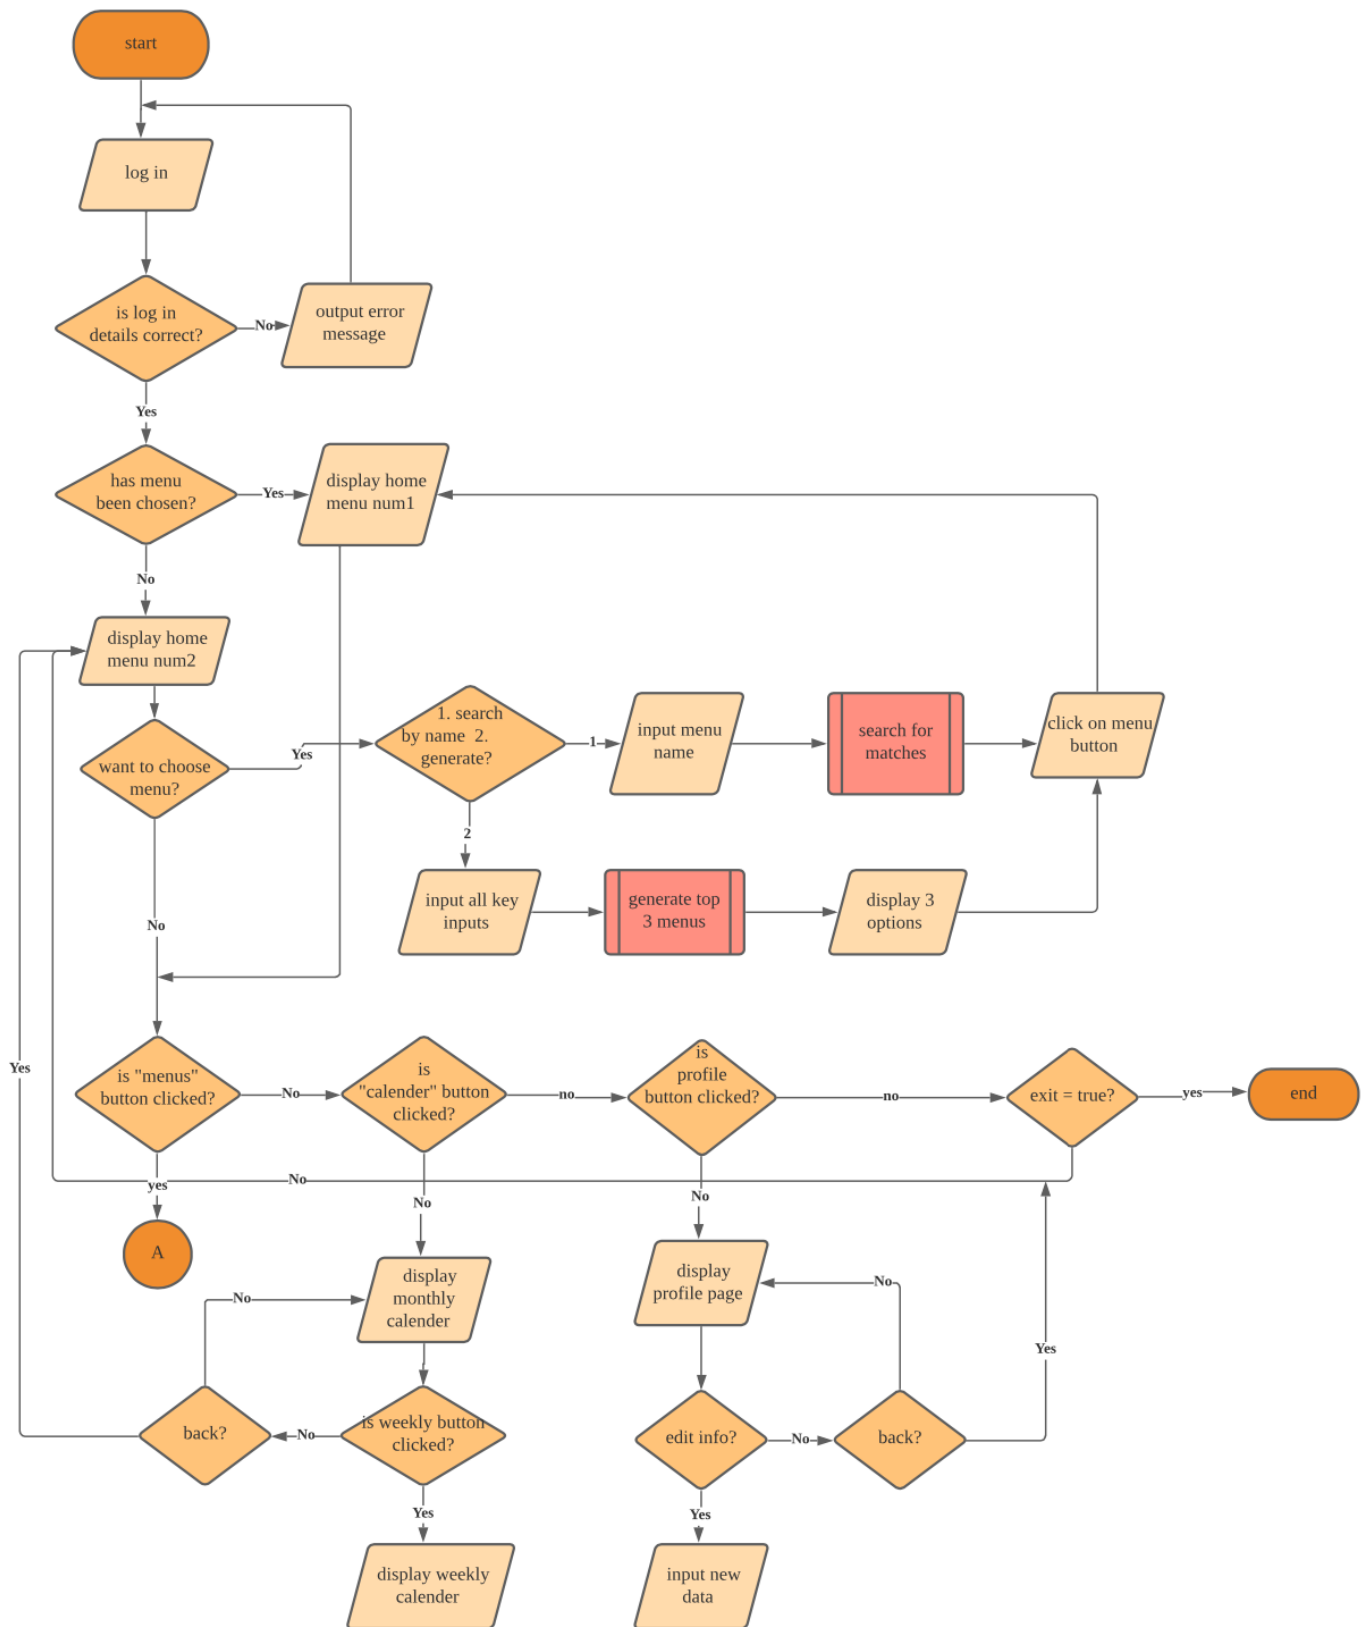 start
log in
is log in
details correct?
No
output error
message
Yes
has menu
been chosen?
Yes
display home
menu num1
No
display home
menu num2
want to choose
menu?
Yes
1. search
by name 2.
generate?
1
input menu
name
search for
matches
click on menu
button
2
input all key
inputs
generate top
3 menus
display 3
options
No
Yes
is "menus"
button clicked?
No
is
"calender" button
clicked?
no
is
profile
button clicked?
no
exit = true?
yes
end
No
yes
No
No
A
display
monthly
calender
display
profile page
No
No
Yes
back?
No
is weekly button
clicked?
edit info?
No
back?
Yes
Yes
display weekly
calender
input new
data